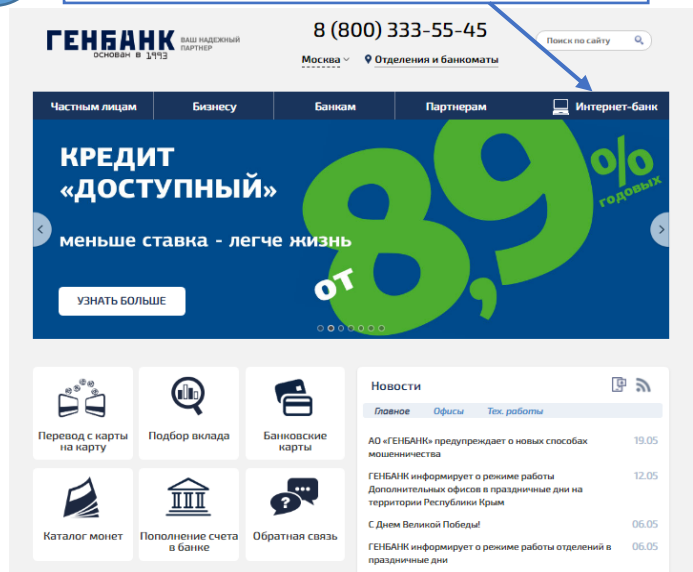 ГЕНБАНК
ОСНОВАН В 1993
ВАШ НАДЕЖНЫЙ
ПАРТНЕР
8 (800) 333-55-45
Москва
Отделения и банкоматы
Поиск по сайту
Частным лицам
Бизнесу
Банкам
Партнерам
Интернет-банк
КРЕДИТ
«ДОСТУПНЫЙ»
меньше ставка - легче жизнь
от
8,9%
годовых
УЗНАТЬ БОЛЬШЕ
Перевод с карты
на карту
Подбор вклада
Банковские
карты
Каталог монет
Пополнение счета
в банке
Обратная связь
Новости
Главное Офисы Тех. работы
АО «ГЕНБАНК» предупреждает о новых способах 19.05
мошенничества
ГЕНБАНК информирует о режиме работы 12.05
Дополнительных офисов в праздничные дни на
территории Республики Крым
С Днем Великой Победы! 06.05
ГЕНБАНК информирует о режиме работы отделений в 06.05
праздничные дни